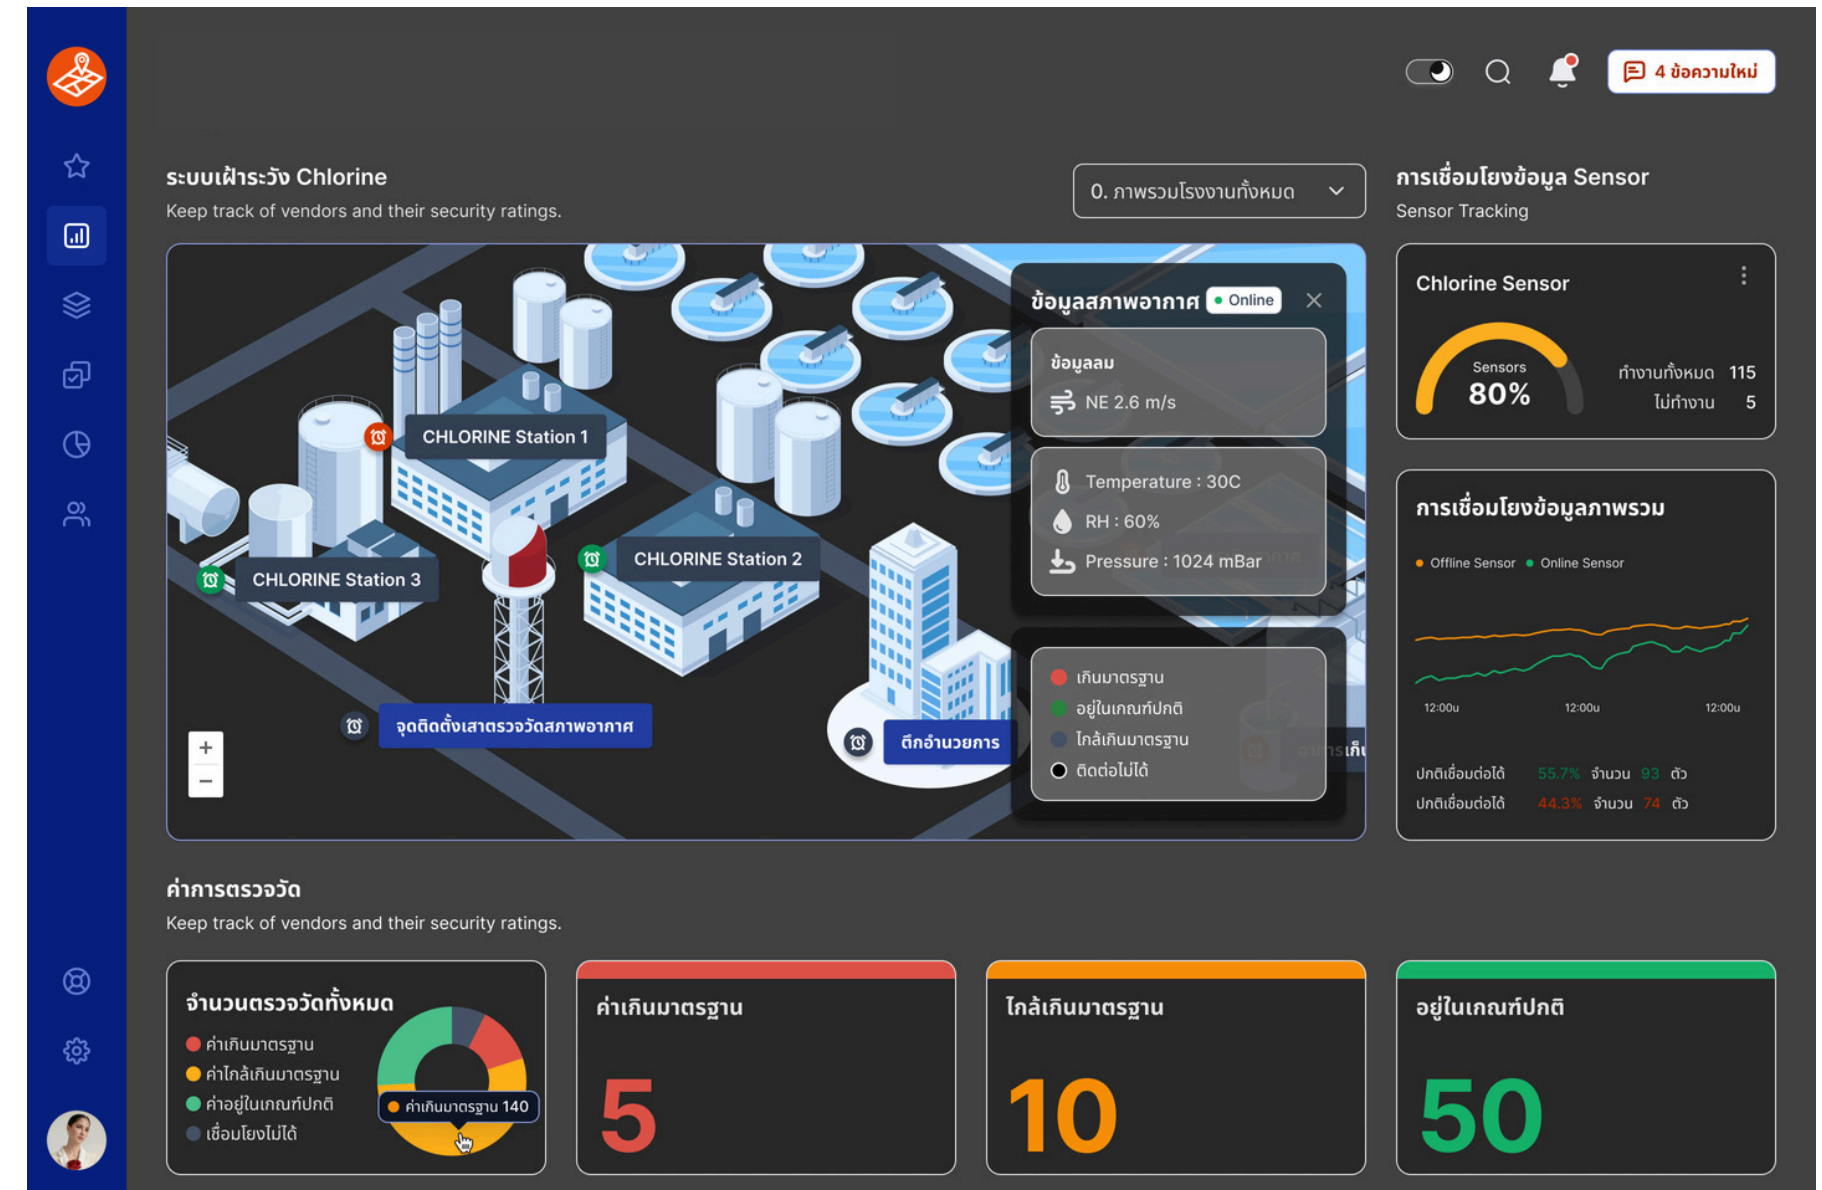 4 ข้อความใหม่
ระบบเฝ้าระวัง Chlorine
Keep track of vendors and their security ratings.
0. ภาพรวมโรงงานทั้งหมด
การเชื่อมโยงข้อมูล Sensor
Sensor Tracking
CHLORINE Station 1
CHLORINE Station 2
CHLORINE Station 3
จุดติดตั้งเสาตรวจวัดสภาพอากาศ
ตึกอำนวยการ
+
−
ข้อมูลสภาพอากาศ
Online
ข้อมูลลม
NE 2.6 m/s
Temperature : 30C
RH : 60%
Pressure : 1024 mBar
เกินมาตรฐาน
อยู่ในเกณฑ์ปกติ
ใกล้เกินมาตรฐาน
ติดต่อไม่ได้
Chlorine Sensor
Sensors
80%
ทำงานทั้งหมด 115
ไม่ทำงาน 5
การเชื่อมโยงข้อมูลภาพรวม
Offline Sensor Online Sensor
12:00u 12:00u 12:00u
ปกติเชื่อมต่อได้ 55.7% จำนวน 93 ตัว
ปกติเชื่อมต่อได้ 44.3% จำนวน 74 ตัว
ค่าการตรวจวัด
Keep track of vendors and their security ratings.
จำนวนตรวจวัดทั้งหมด
ค่าเกินมาตรฐาน
ค่าใกล้เกินมาตรฐาน
ค่าอยู่ในเกณฑ์ปกติ
เชื่อมโยงไม่ได้
ค่าเกินมาตรฐาน 140
ค่าเกินมาตรฐาน
5
ใกล้เกินมาตรฐาน
10
อยู่ในเกณฑ์ปกติ
50